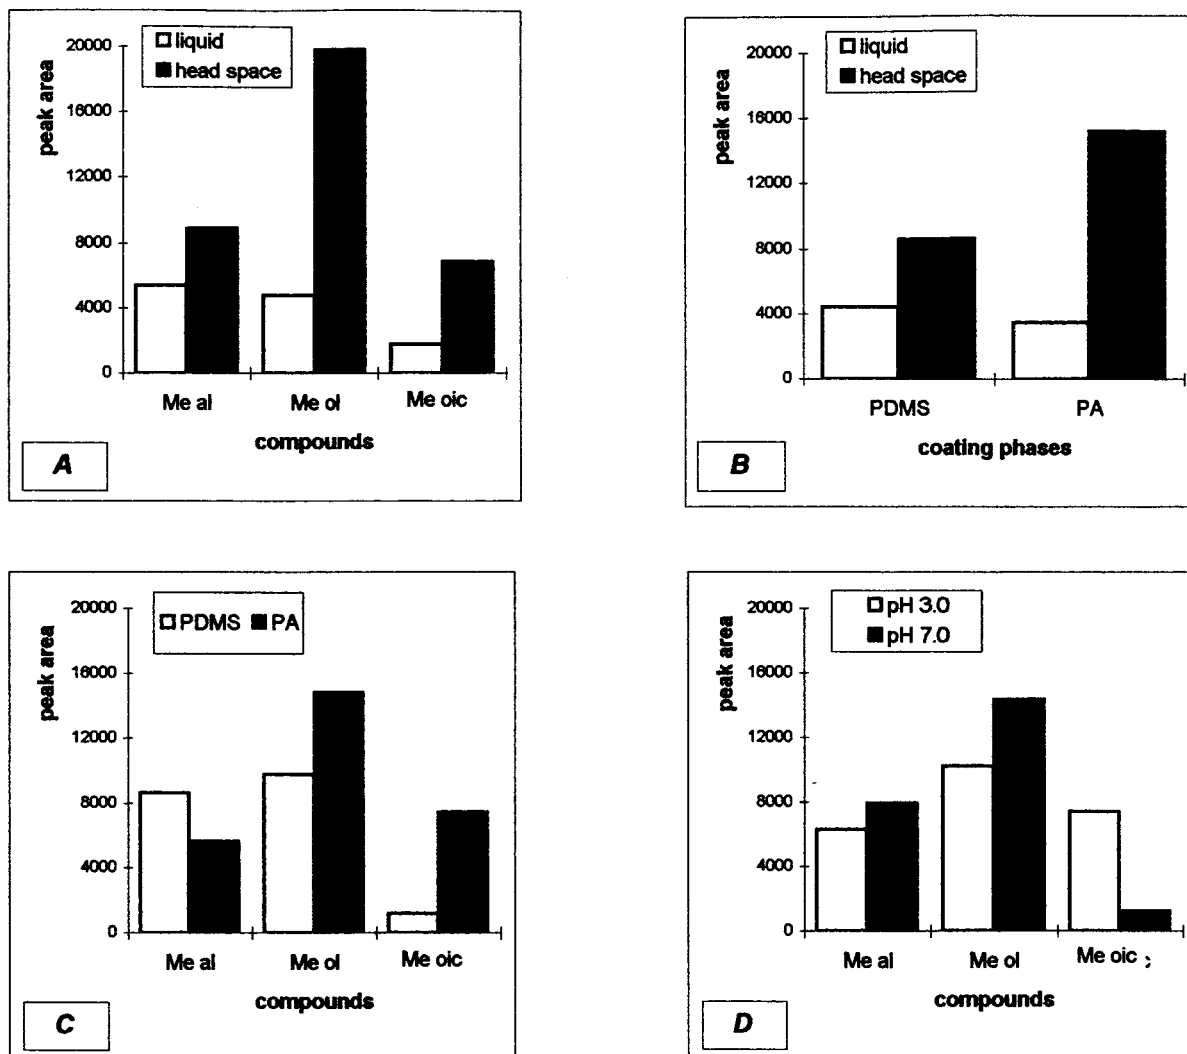 liquid
head space
peak area
20000
16000
12000
8000
4000
0
Me al Me ol Me oic
compounds
A
liquid
head space
peak area
20000
16000
12000
8000
4000
0
PDMS PA
coating phases
B
PDMS PA
peak area
20000
16000
12000
8000
4000
0
Me al Me ol Me oic
compounds
C
pH 3.0
pH 7.0
peak area
20000
16000
12000
8000
4000
0
Me al Me ol Me oic
compounds
D